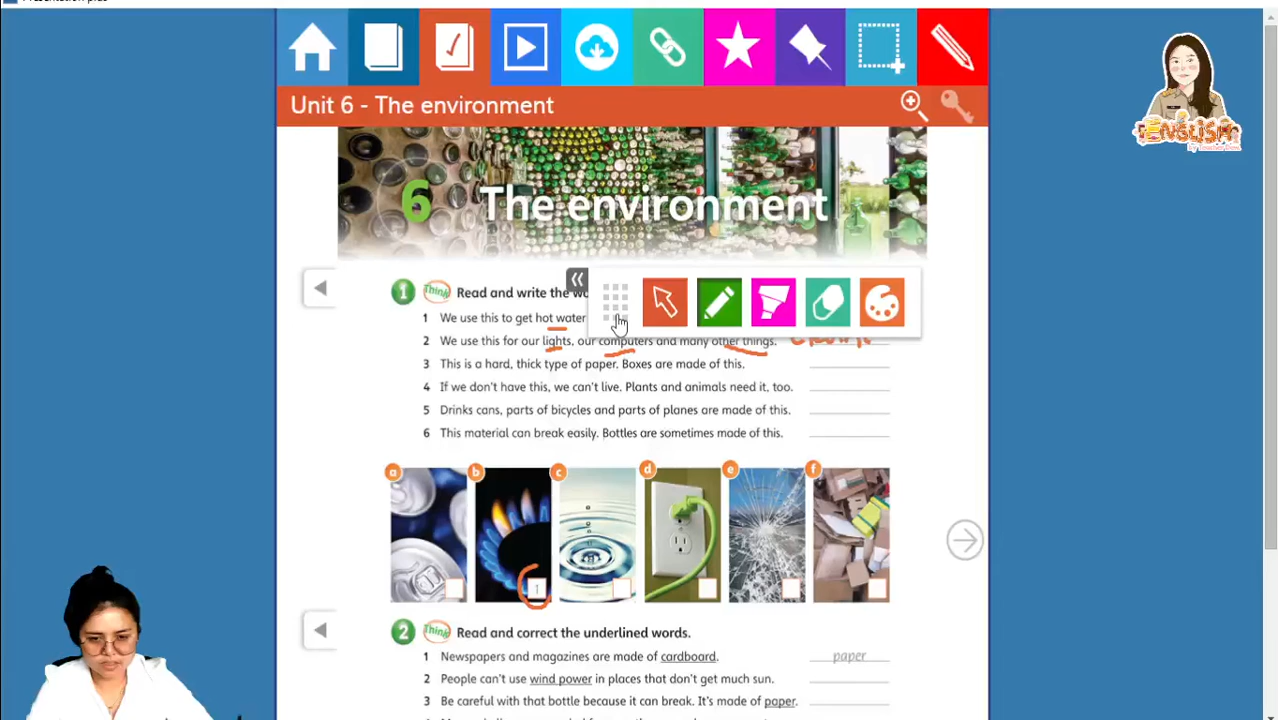 Unit 6 - The environment
ENGLISH
6 The environment
1 Think Read and write the wo
1 We use this to get hot water
2 We use this for our lights, our computers and many other things.
3 This is a hard, thick type of paper. Boxes are made of this.
4 If we don't have this, we can't live. Plants and animals need it, too.
5 Drinks cans, parts of bicycles and parts of planes are made of this.
6 This material can break easily. Bottles are sometimes made of this.
a b c d e f
1
2 Think Read and correct the underlined words.
1 Newspapers and magazines are made of cardboard. paper
2 People can't use wind power in places that don't get much sun.
3 Be careful with that bottle because it can break. It's made of paper.